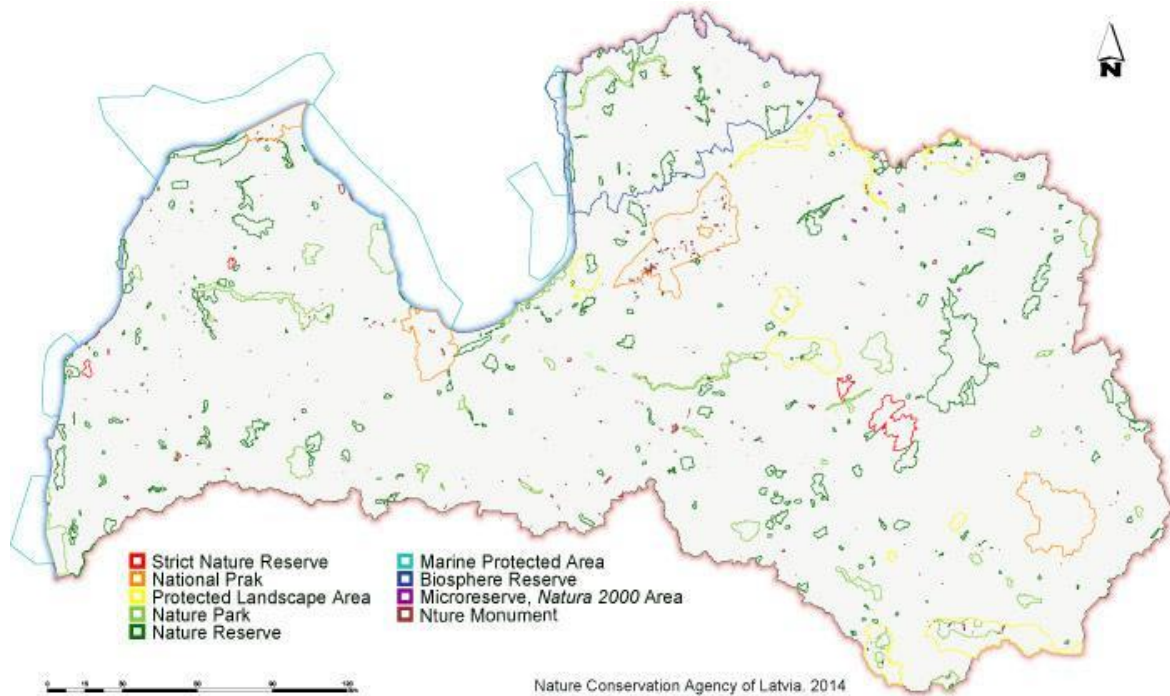 N
Strict Nature Reserve
National Prak
Protected Landscape Area
Nature Park
Nature Reserve
Marine Protected Area
Biosphere Reserve
Microreserve, Natura 2000 Area
Nture Monument
Nature Conservation Agency of Latvia. 2014